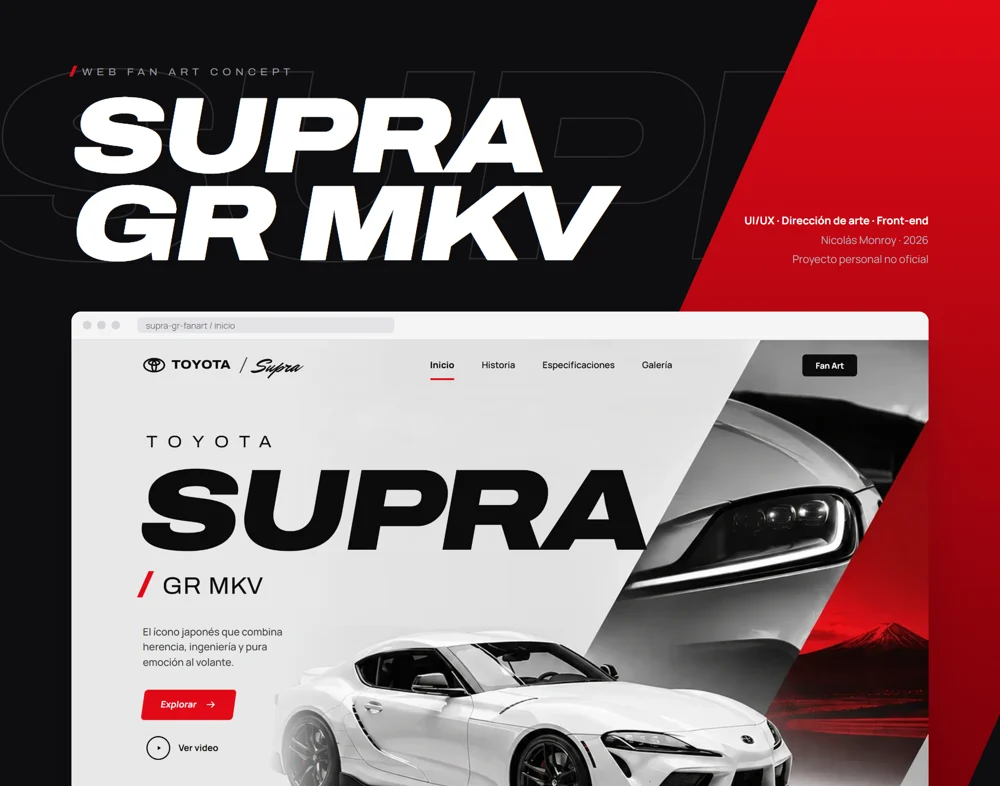 / WEB FAN ART CONCEPT
SUPRA
GR MKV
UI/UX · Dirección de arte · Front-end
Nicolás Monroy · 2026
Proyecto personal no oficial
supra-gr-fanart / inicio
TOYOTA / Supra
Inicio Historia Especificaciones Galería
Fan Art
TOYOTA
SUPRA
/ GR MKV
El ícono japonés que combina
herencia, ingeniería y pura
emoción al volante.
Explorar →
Ver video